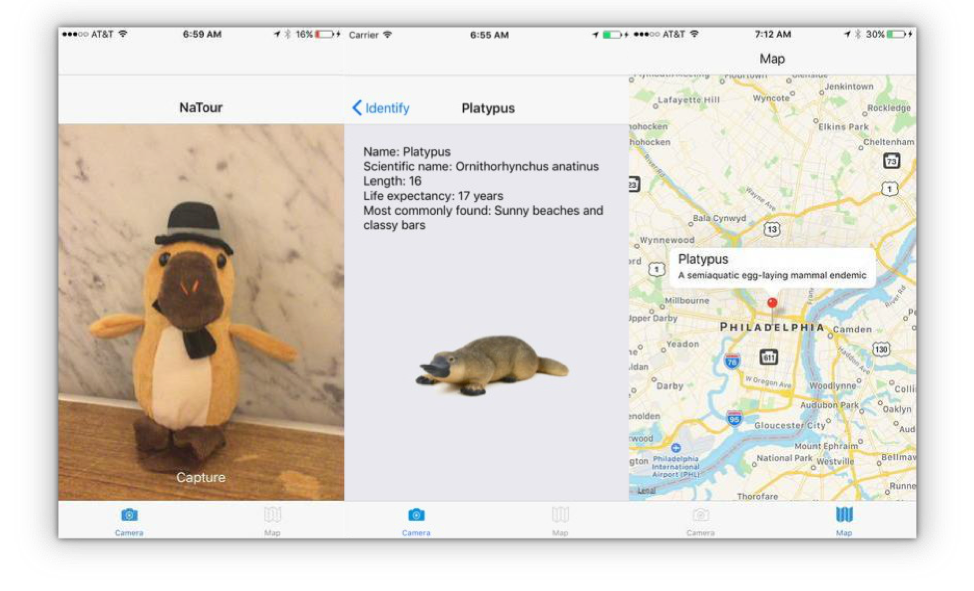 AT&T 6:59 AM 16%
NaTour
Capture
Camera Map
Carrier 6:55 AM
Identify Platypus
Name: Platypus
Scientific name: Ornithorhynchus anatinus
Length: 16
Life expectancy: 17 years
Most commonly found: Sunny beaches and
classy bars
Camera Map
AT&T 7:12 AM 30%
Map
Jenkintown
Lafayette Hill Wyncote
Rockledge
Elkins Park
Cheltenham
73
1
Wayne Ave
Bala Cynwyd
13
Wynnewood
Platypus
1
A semiaquatic egg-laying mammal endemic
Millbourne
Upper Darby
PHILADELPHIA Camden
130
Yeadon
76
611
Darby
W Oregon Ave
Woodlynne
Audubon Park
Oaklyn
95
Gloucester City
Mount Ephraim
Philadelphia
International
Airport (PHL)
National Park
Westville
Legal
Thorofare
Camera Map